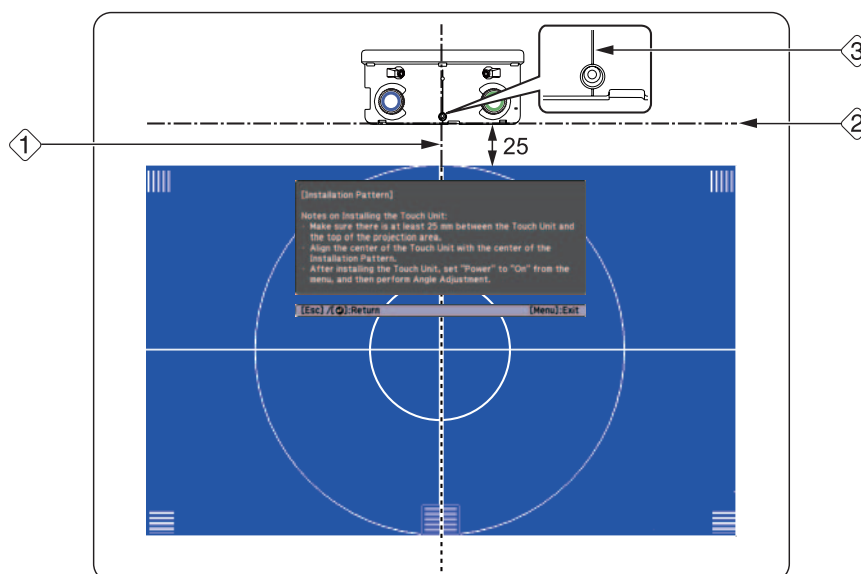 3
2
1
25
[Installation Pattern]
Notes on Installing the Touch Unit:
· Make sure there is at least 25 mm between the Touch Unit and
the top of the projection area.
· Align the center of the Touch Unit with the center of the
Installation Pattern.
· After installing the Touch Unit, set "Power" to "On" from the
menu, and then perform Angle Adjustment.
[Esc] /[⏎]:Return [Menu]:Exit